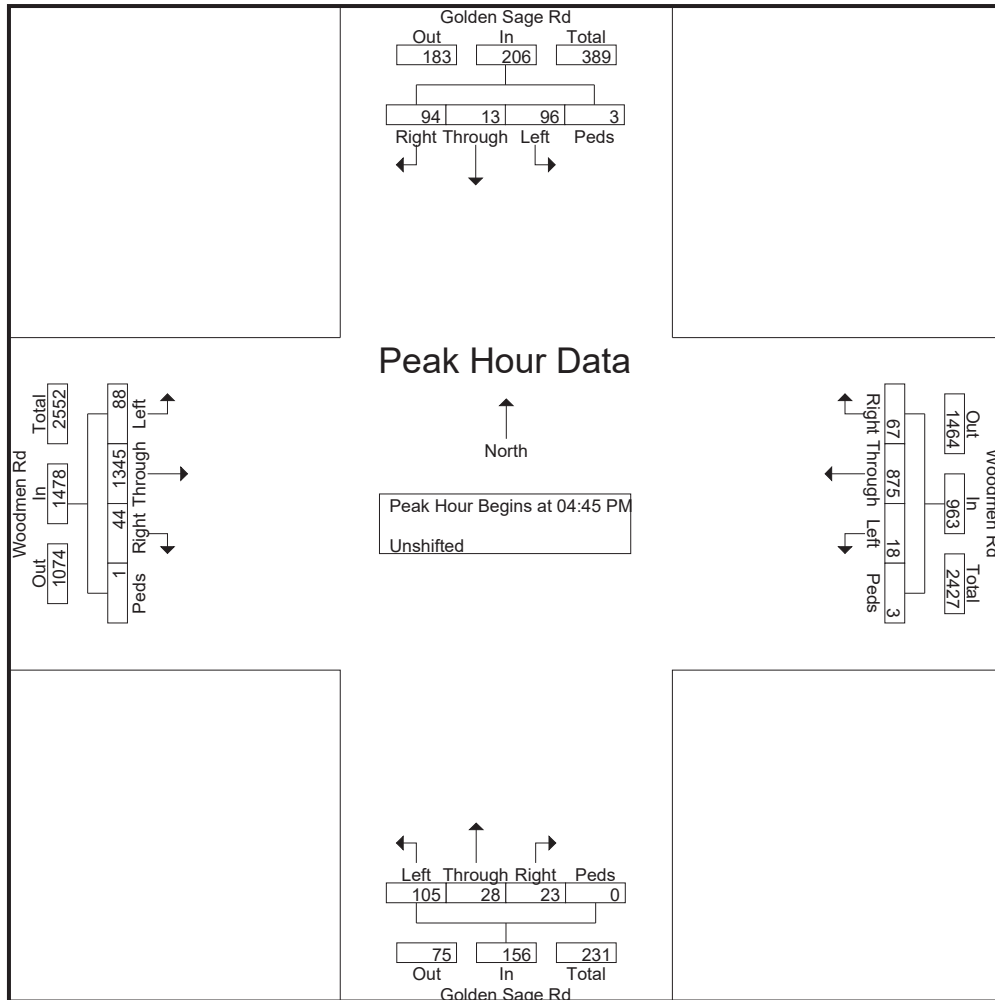 Golden Sage Rd
Out In Total
183 206 389
94 13 96 3
Right Through Left Peds
Peak Hour Data
North
Peak Hour Begins at 04:45 PM
Unshifted
Woodmen Rd
Total In Out
2552 1478 1074
88 1345 44 1
Left Through Right Peds
Right Through Left Peds
67 875 18 3
Out In Total
1464 963 2427
Woodmen Rd
Left Through Right Peds
105 28 23 0
75 156 231
Out In Total
Golden Sage Rd